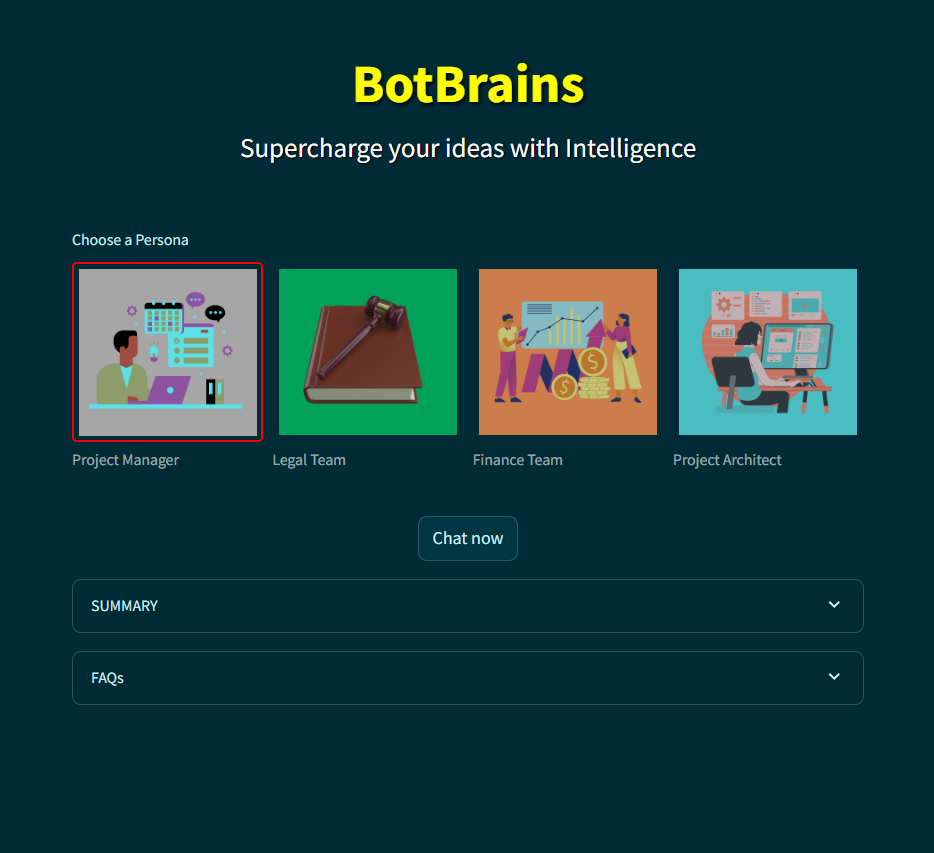 BotBrains
Supercharge your ideas with Intelligence
Choose a Persona
Project Manager
Legal Team
Finance Team
Project Architect
Chat now
SUMMARY
FAQs